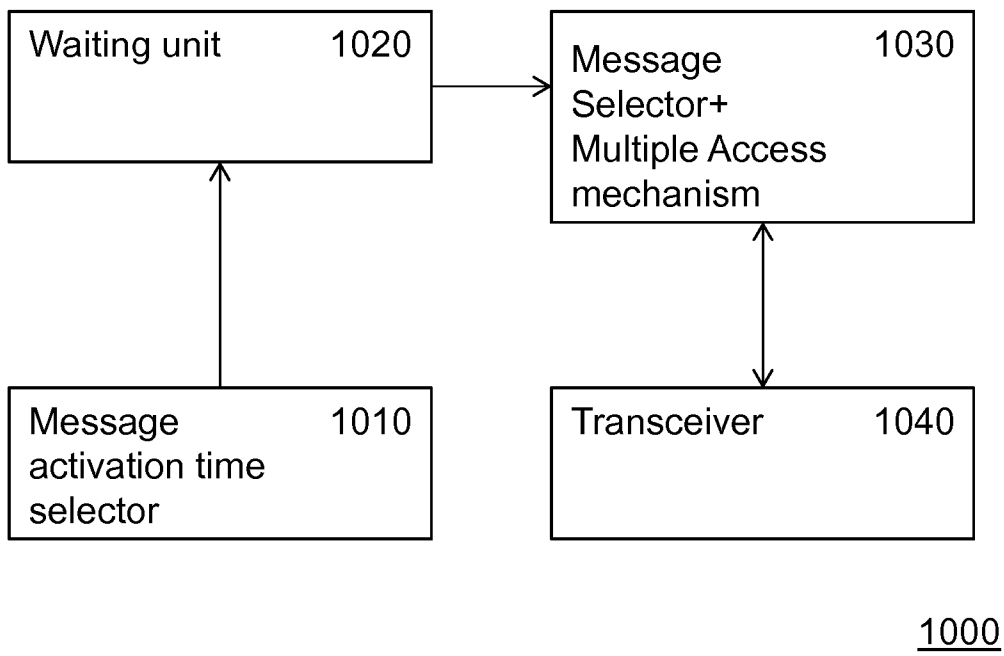 Waiting unit 1020
1030
Message
Selector+
Multiple Access
mechanism
Message 1010
activation time
selector
Transceiver 1040
1000